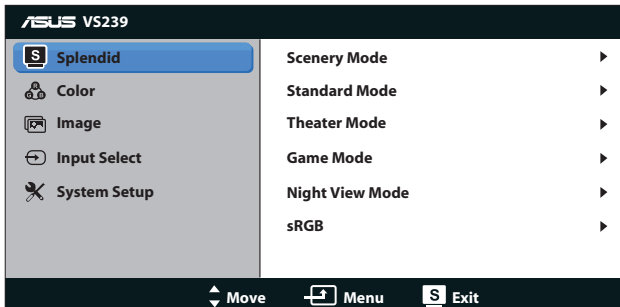 ASUS VS239
S Splendid
Color
Image
Input Select
System Setup
Scenery Mode
Standard Mode
Theater Mode
Game Mode
Night View Mode
sRGB
Move Menu S Exit